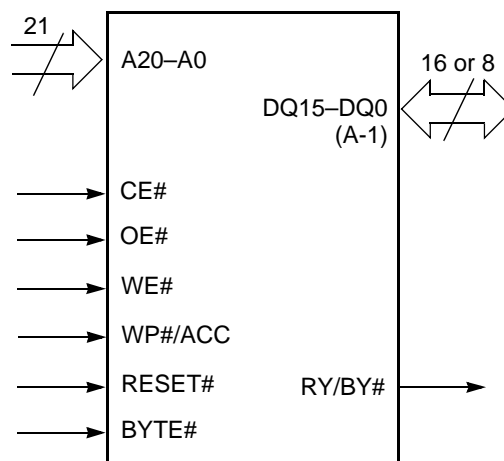 21
A20–A0
16 or 8
DQ15–DQ0
(A-1)
CE#
OE#
WE#
WP#/ACC
RESET#
RY/BY#
BYTE#